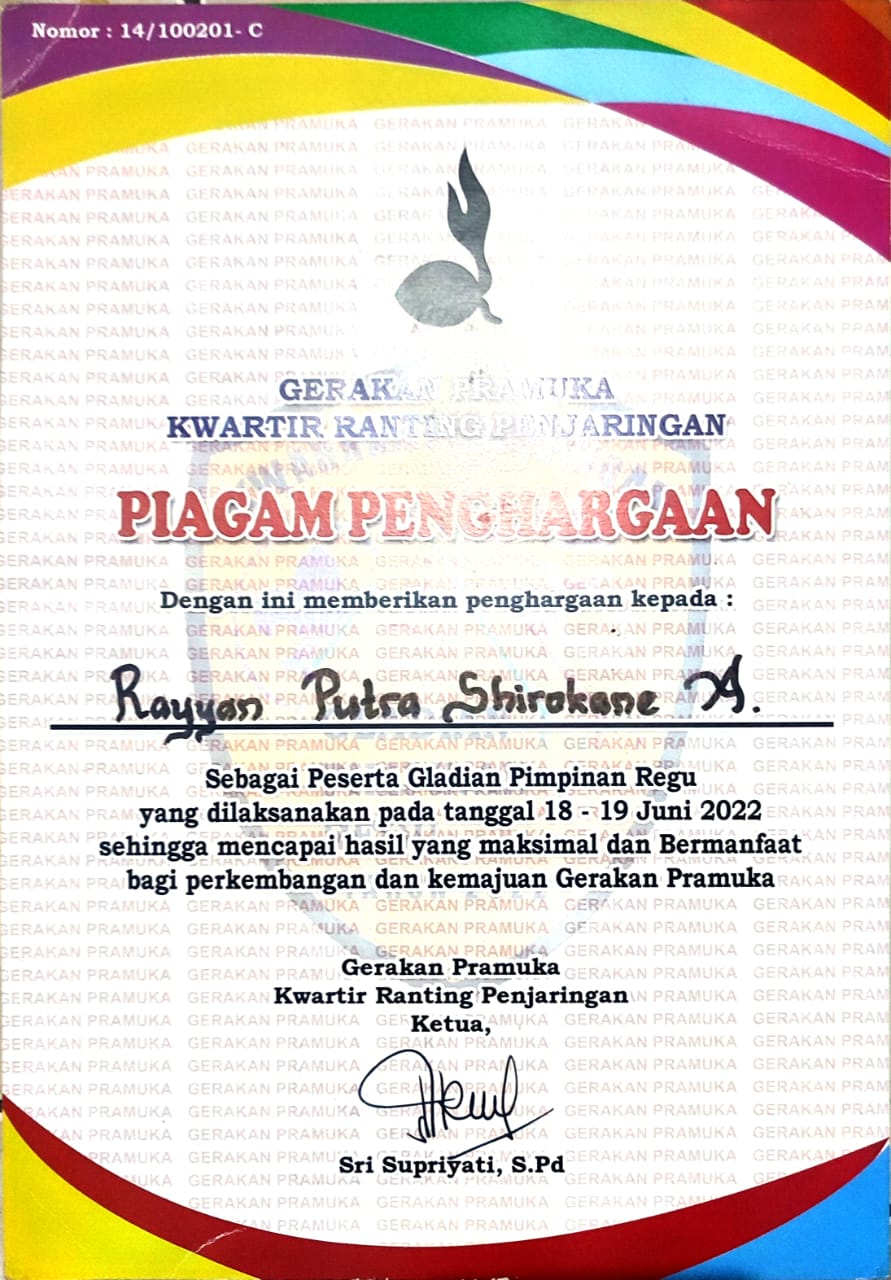 Nomor : 14/100201- C
GERAKAN PRAMUKA
KWARTIR RANTING PENJARINGAN
PIAGAM PENGHARGAAN
Dengan ini memberikan penghargaan kepada :
Rayyan Putra Shirokane A.
Sebagai Peserta Gladian Pimpinan Regu
yang dilaksanakan pada tanggal 18 - 19 Juni 2022
sehingga mencapai hasil yang maksimal dan Bermanfaat
bagi perkembangan dan kemajuan Gerakan Pramuka
Gerakan Pramuka
Kwartir Ranting Penjaringan
Ketua,
Sri Supriyati, S.Pd